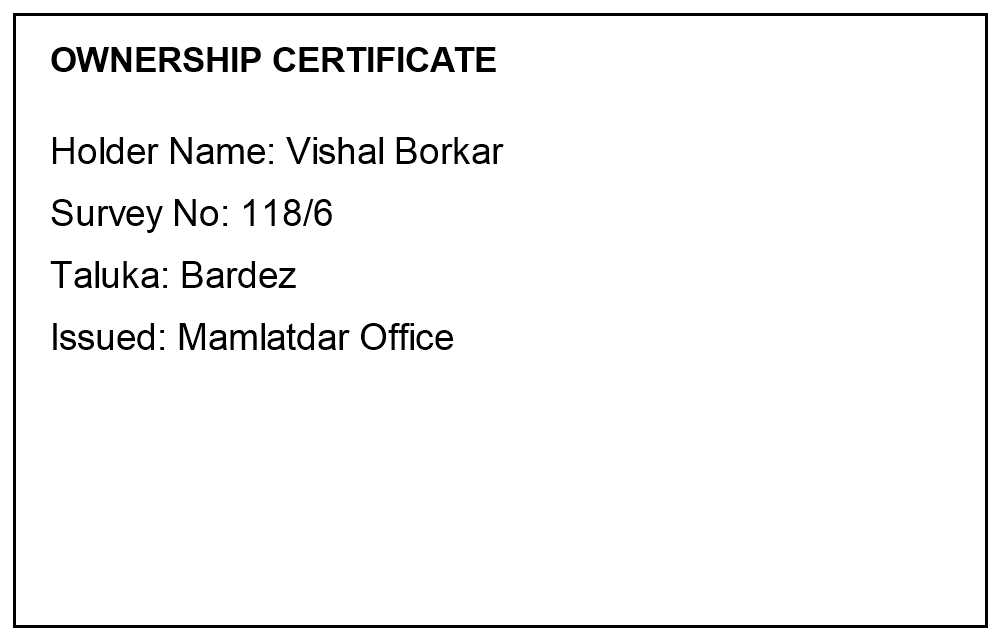 OWNERSHIP CERTIFICATE
Holder Name: Vishal Borkar
Survey No: 118/6
Taluka: Bardez
Issued: Mamlatdar Office